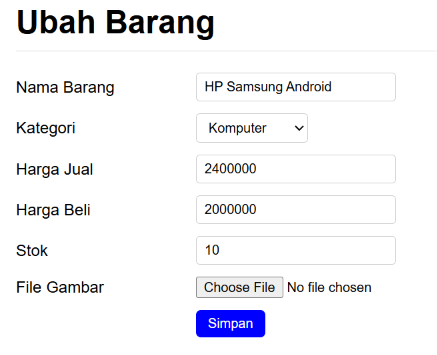 Ubah Barang
Nama Barang HP Samsung Android
Kategori Komputer
Harga Jual 2400000
Harga Beli 2000000
Stok 10
File Gambar Choose File No file chosen
Simpan